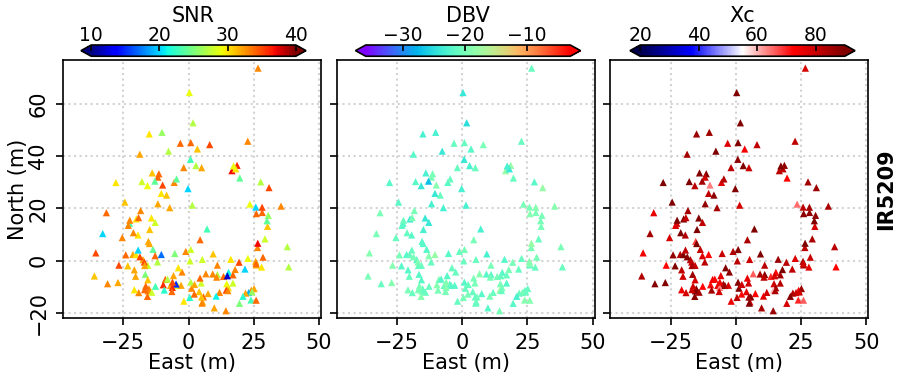 SNR DBV Xc
10 20 30 40 −30 −20 −10 20 40 60 80
North (m)
60
40
20
0
−20
IR5209
−25 0 25 50 −25 0 25 50 −25 0 25 50
East (m) East (m) East (m)